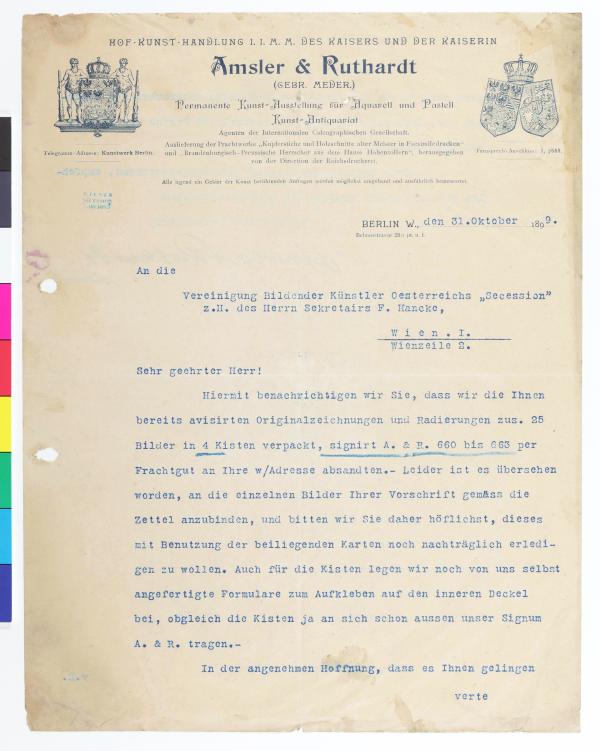 HOF-KUNST-HANDLUNG I. I. M. M. DES KAISERS UND DER KAISERIN
Amsler & Ruthardt
(GEBR. MEDER.)
Permanente Kunst-Ausstellung für Aquarell und Pastell
Kunst-Antiquariat
Agenten der Internationalen Calcographischen Gesellschaft.
Auslieferung der Prachtwerke „Kupferstiche und Holzschnitte alter Meister in Facsimiledrucken"
und „Brandenburgisch-Preussische Herrscher aus dem Hause Hohenzollern", herausgegeben
von der Direction der Reichsdruckerei.
Telegramm-Adresse: Kunstwerk Berlin.
Fernsprech-Anschluss: I, 7688.
Alle irgend ein Gebiet der Kunst berührenden Anfragen werden möglichst umgehend und ausführlich beantwortet.
BERLIN W., den 31.Oktober 1899.
Behrenstrasse 29a
An die
Vereinigung Bildender Künstler Oesterreichs „Secession"
z.H. des Herrn Sekretairs F. Hancke,
Wien. I.
Wienzeile 2.
Sehr geehrter Herr!
Hiermit benachrichtigen wir Sie, dass wir die Ihnen
bereits avisirten Originalzeichnungen und Radierungen zus. 25
Bilder in 4 Kisten verpackt, signirt A. & R. 660 bis 663 per
Frachtgut an Ihre w/Adresse absandten.- Leider ist es übersehen
worden, an die einzelnen Bilder Ihrer Vorschrift gemäss die
Zettel anzubinden, und bitten wir Sie daher höflichst, dieses
mit Benutzung der beiliegenden Karten noch nachträglich erledi-
gen zu wollen. Auch für die Kisten legen wir noch von uns selbst
angefertigte Formulare zum Aufkleben auf den inneren Deckel
bei, obgleich die Kisten ja an sich schon aussen unser Signum
A. & R. tragen.-
In der angenehmen Hoffnung, dass es Ihnen gelingen
verte